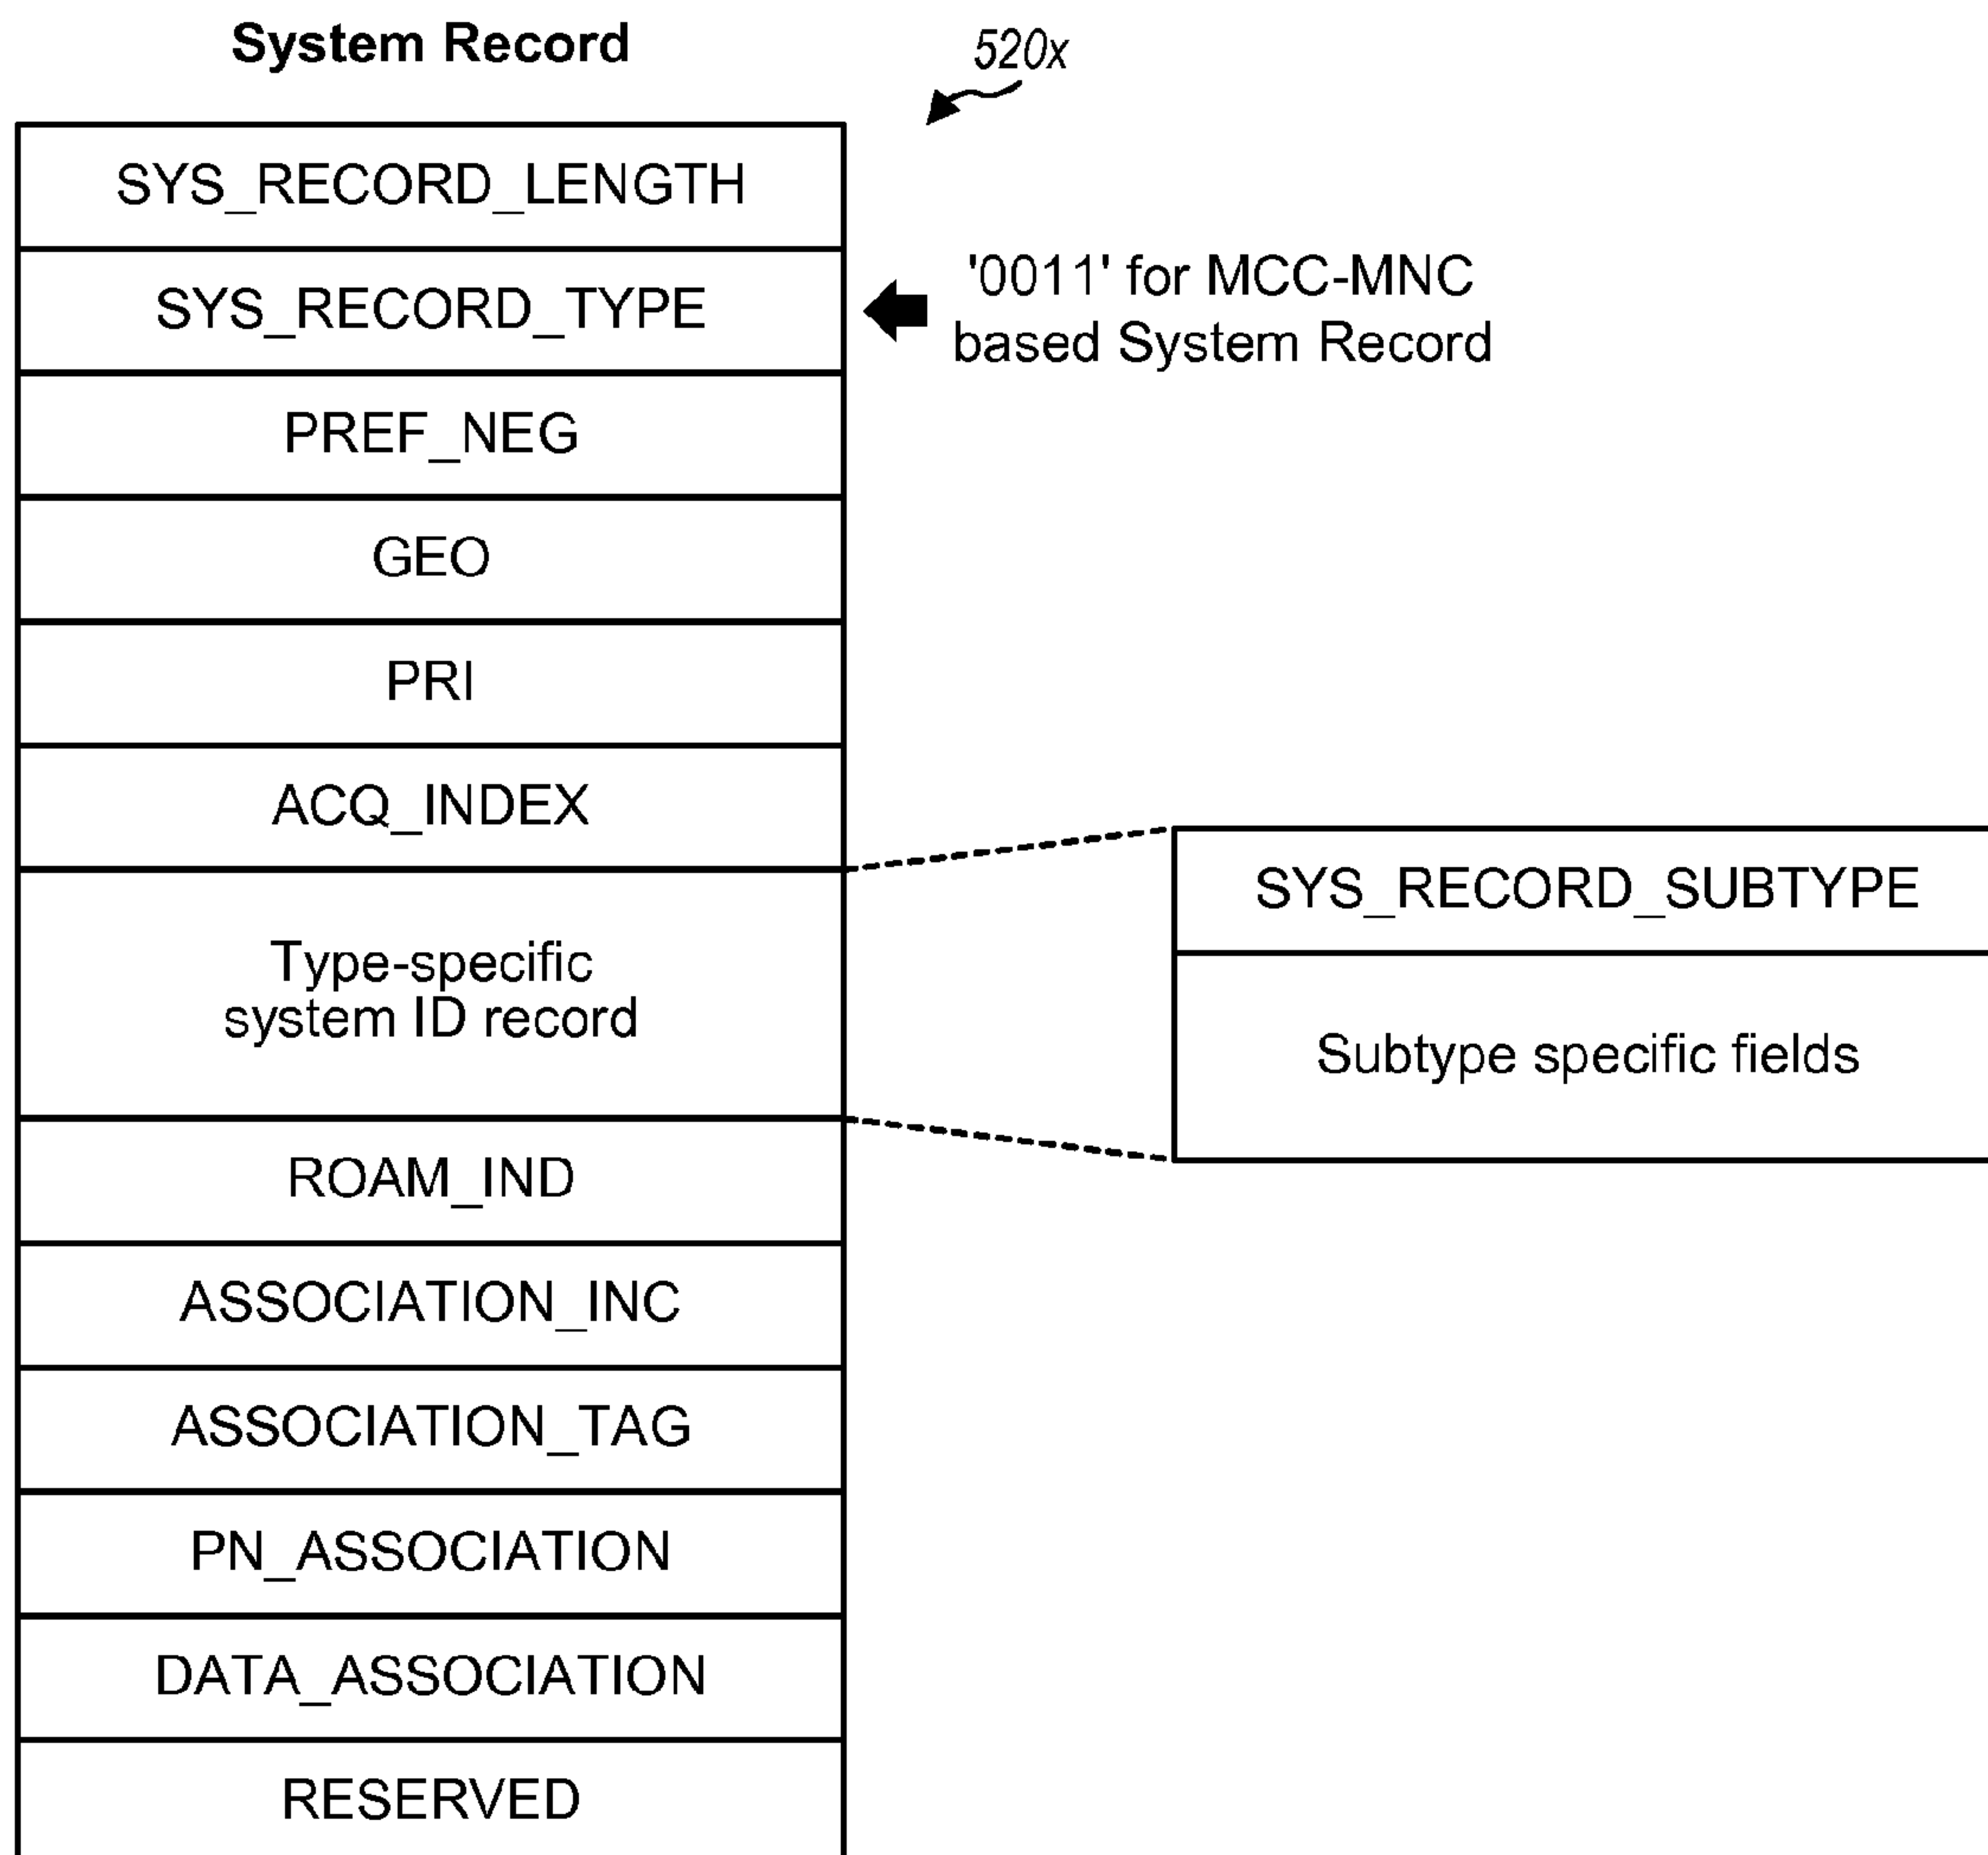 System Record
520x
SYS_RECORD_LENGTH
SYS_RECORD_TYPE
'0011' for MCC-MNC
based System Record
PREF_NEG
GEO
PRI
ACQ_INDEX
Type-specific
system ID record
SYS_RECORD_SUBTYPE
Subtype specific fields
ROAM_IND
ASSOCIATION_INC
ASSOCIATION_TAG
PN_ASSOCIATION
DATA_ASSOCIATION
RESERVED